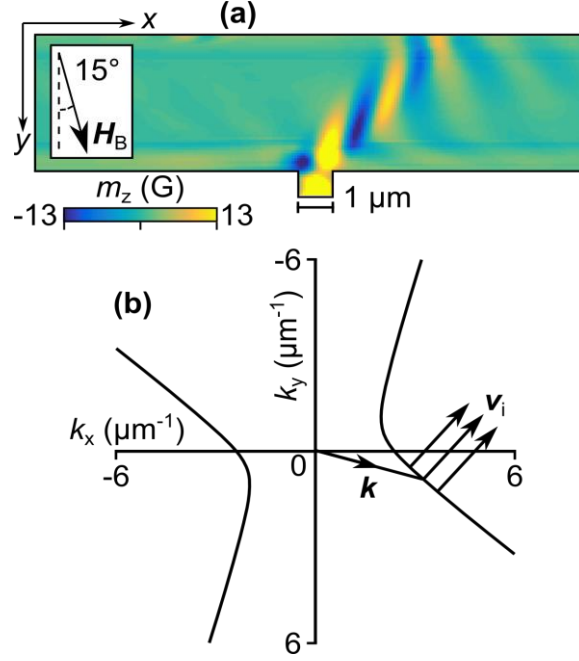 (a)
x
15°
y
H_B
m_z (G)
-13
13
1 μm
(b)
-6
k_y (μm⁻¹)
v_i
k_x (μm⁻¹)
-6
0
6
k
6